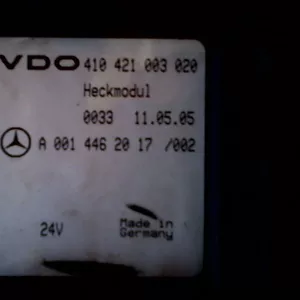 VDO 410 421 003 020
Heckmodul
0033 11.05.05
A 001 446 20 17 /002
24V
Made in
Germany